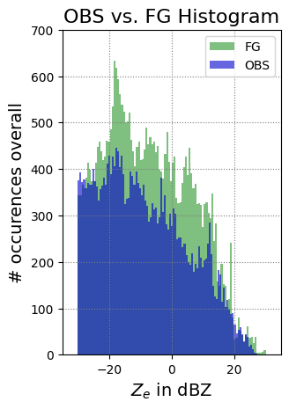 OBS vs. FG Histogram
700
600
500
400
300
200
100
0
# occurences overall
FG
OBS
−20
0
20
Z_e in dBZ